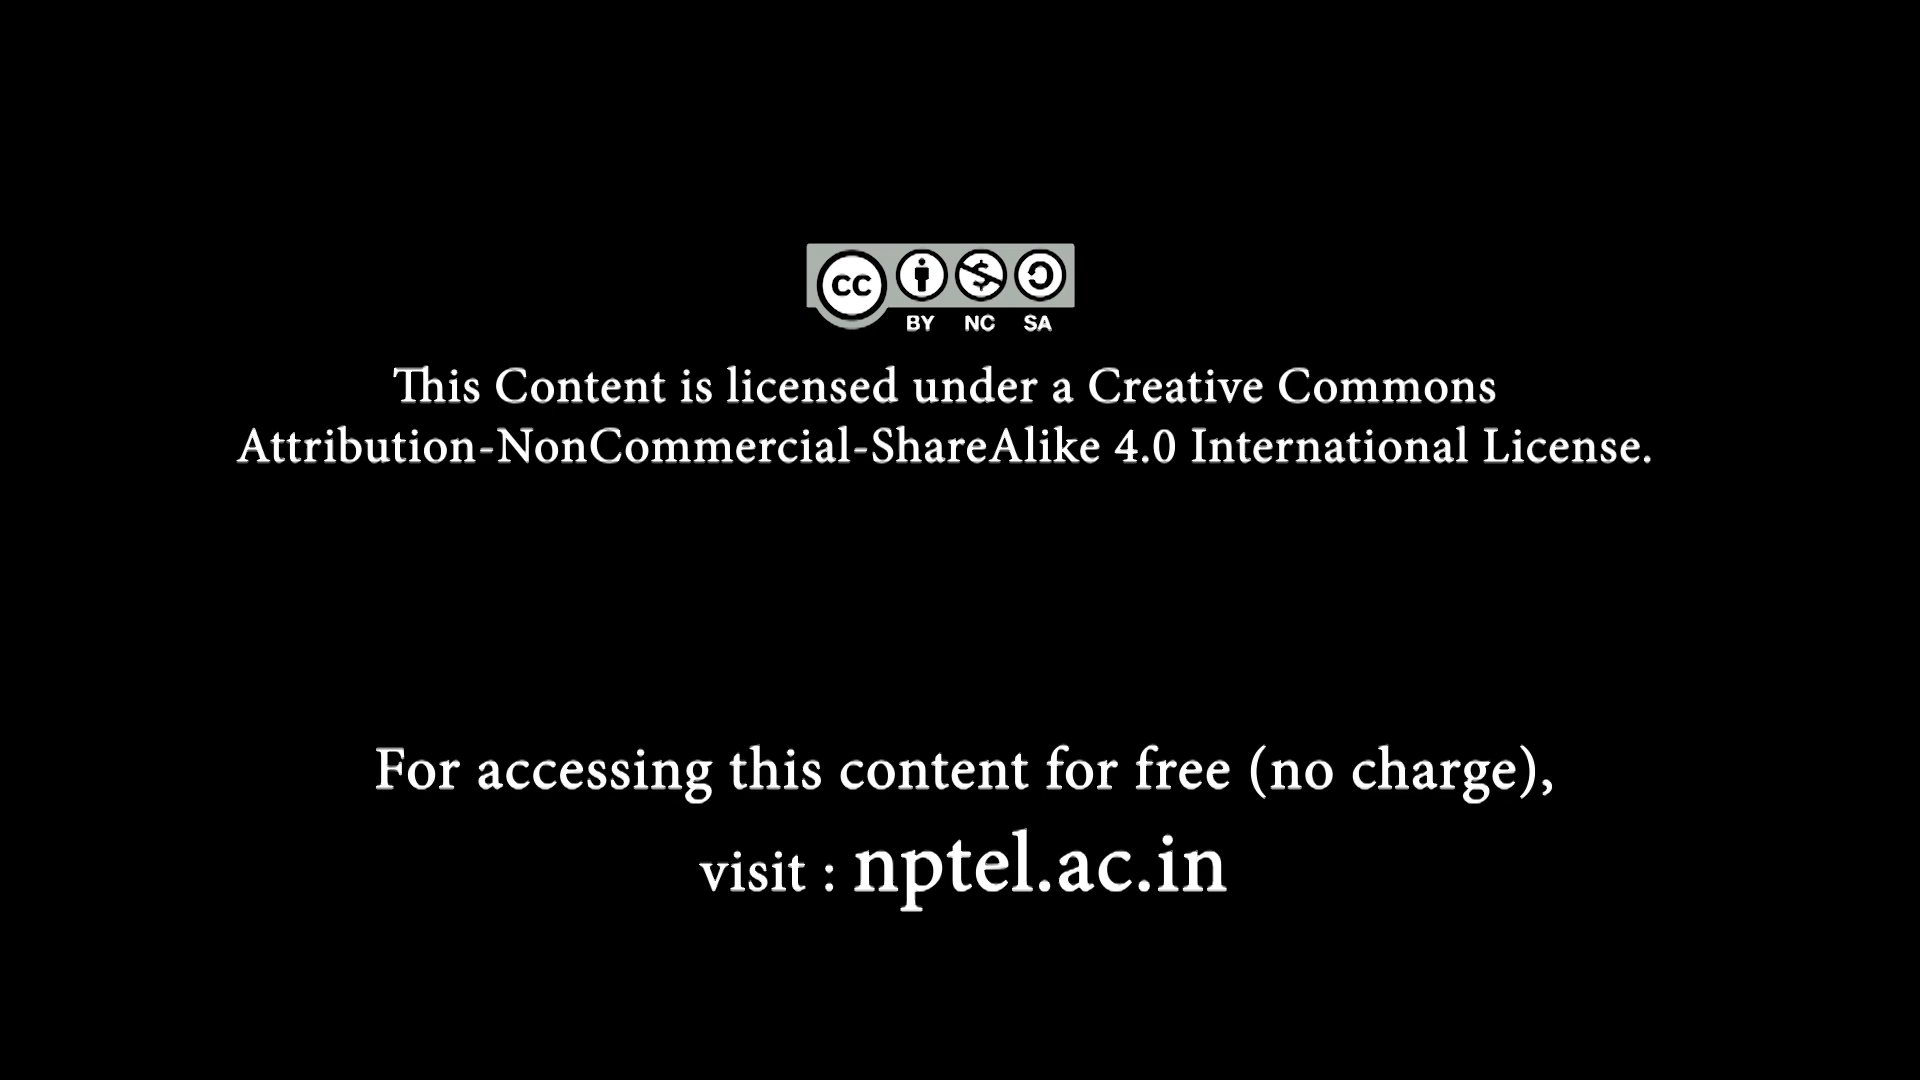 cc
BY NC SA
This Content is licensed under a Creative Commons
Attribution-NonCommercial-ShareAlike 4.0 International License.
For accessing this content for free (no charge),
visit : nptel.ac.in